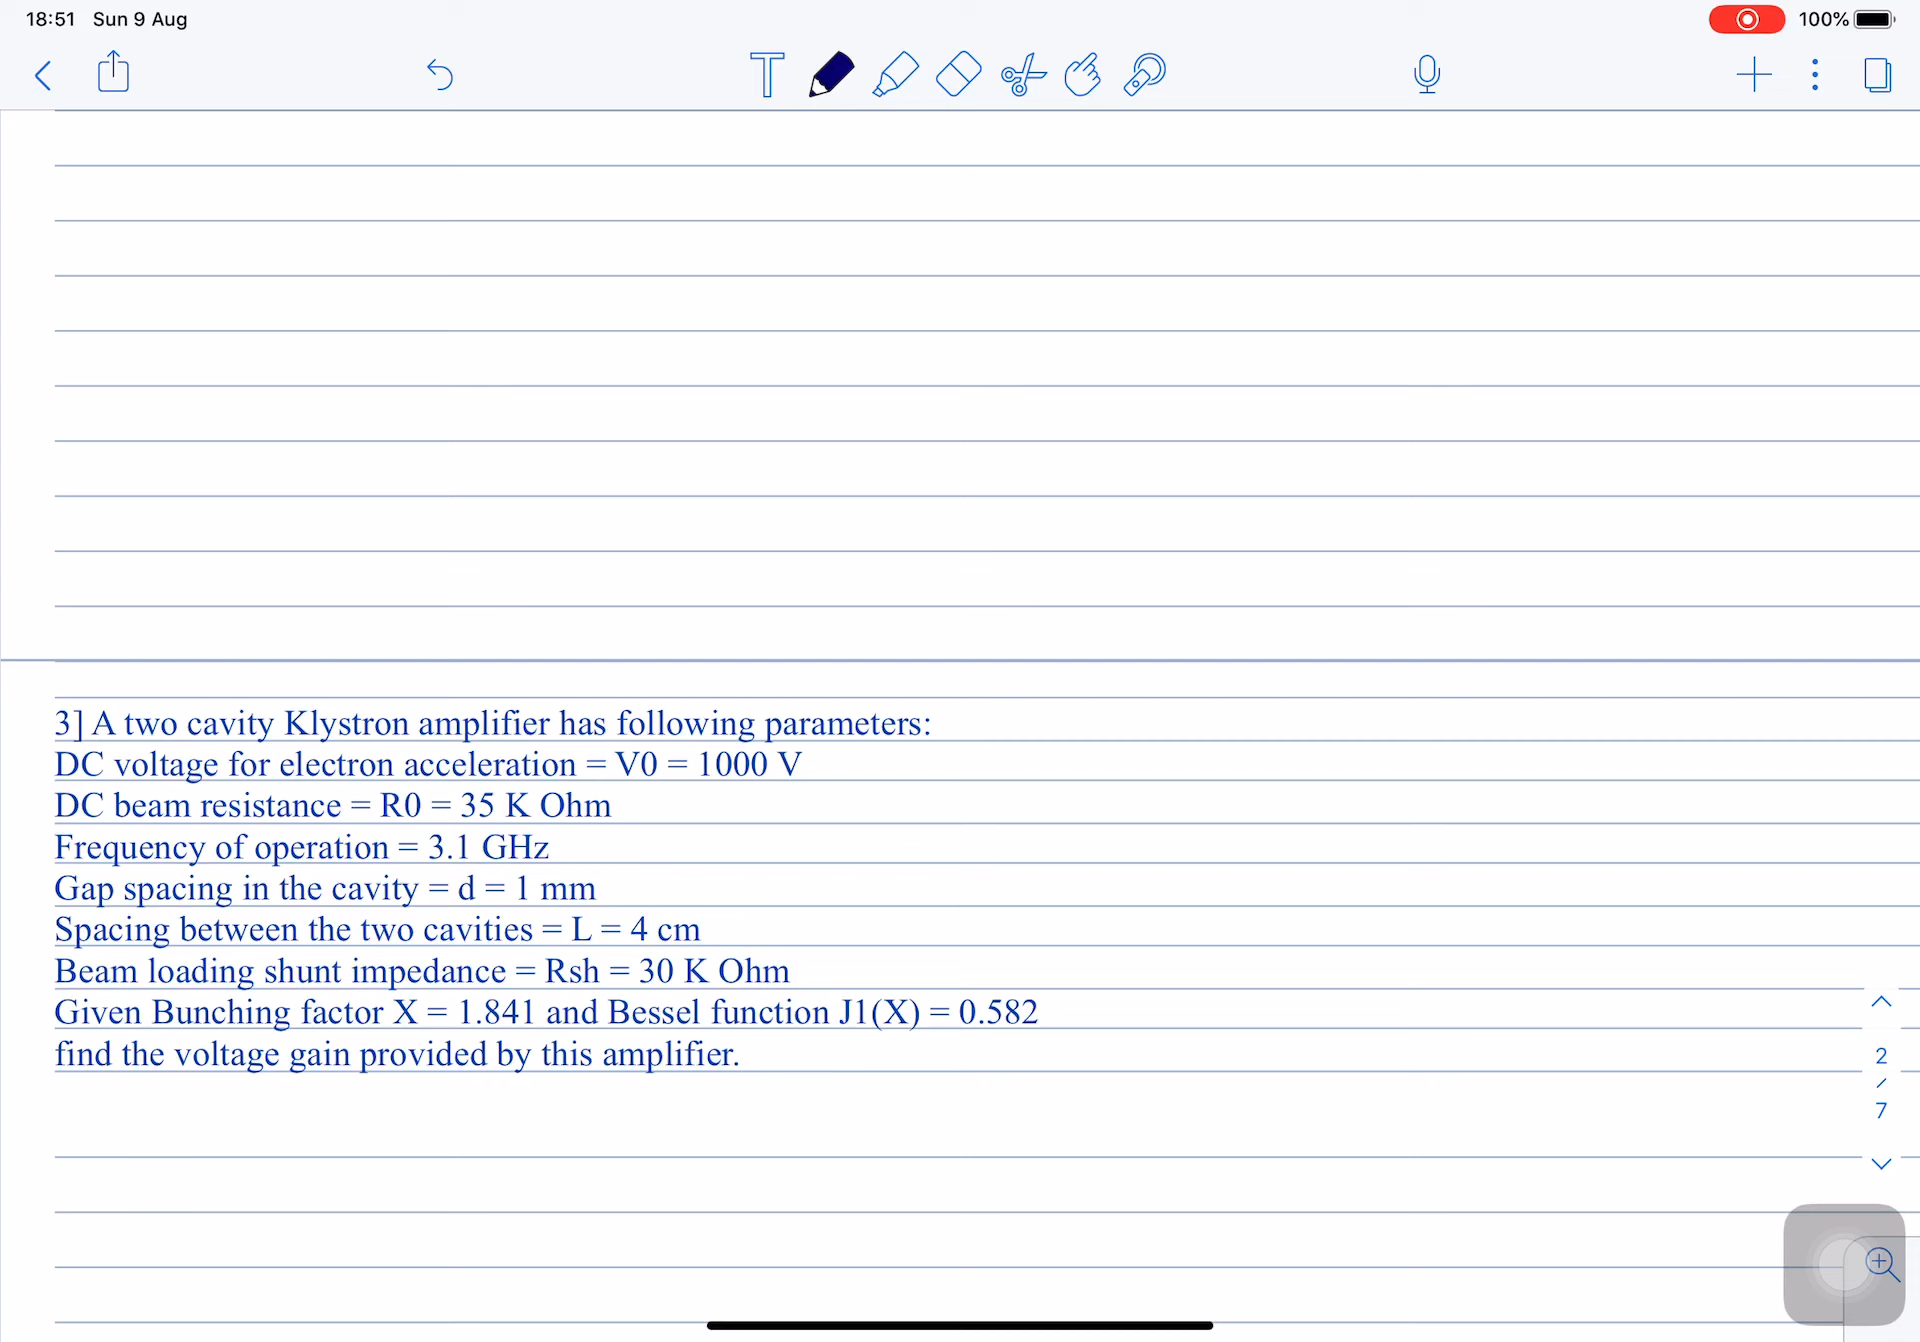 18:51 Sun 9 Aug
100%
T
3] A two cavity Klystron amplifier has following parameters:
DC voltage for electron acceleration = V0 = 1000 V
DC beam resistance = R0 = 35 K Ohm
Frequency of operation = 3.1 GHz
Gap spacing in the cavity = d = 1 mm
Spacing between the two cavities = L = 4 cm
Beam loading shunt impedance = Rsh = 30 K Ohm
Given Bunching factor X = 1.841 and Bessel function J1(X) = 0.582
find the voltage gain provided by this amplifier.
2
/
7